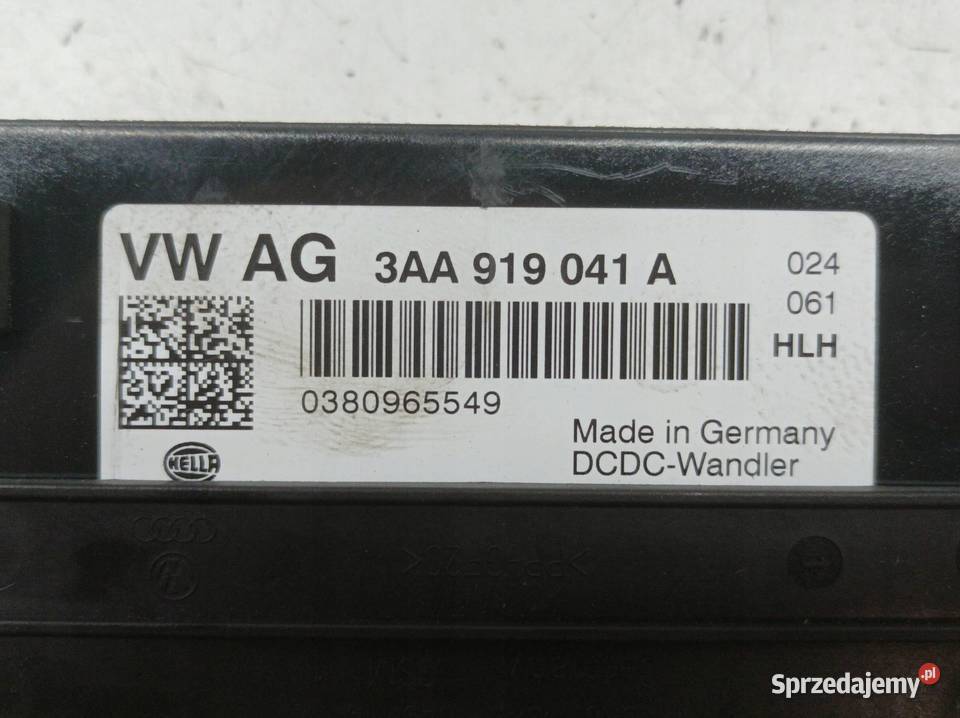 VW AG 3AA 919 041 A 024
061
HLH
0380965549
Made in Germany
DCDC-Wandler
HELLA
Sprzedajemy.pl